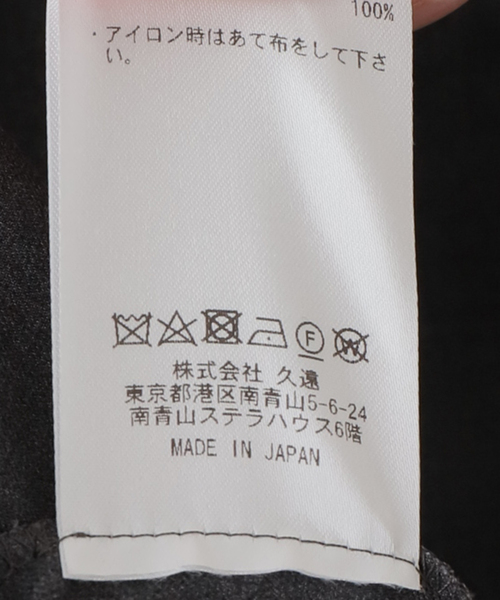 100%
・アイロン時はあて布をして下さ
い。
F W
株式会社 久遠
東京都港区南青山5-6-24
南青山ステラハウス6階
MADE IN JAPAN